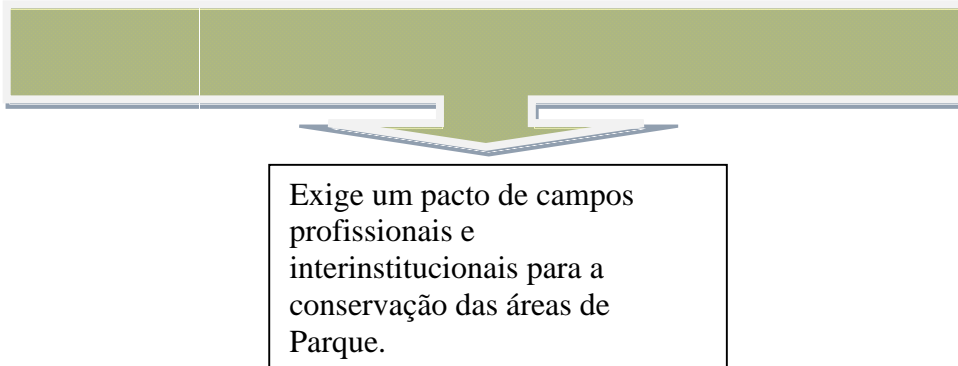 Exige um pacto de campos
profissionais e
interinstitucionais para a
conservação das áreas de
Parque.